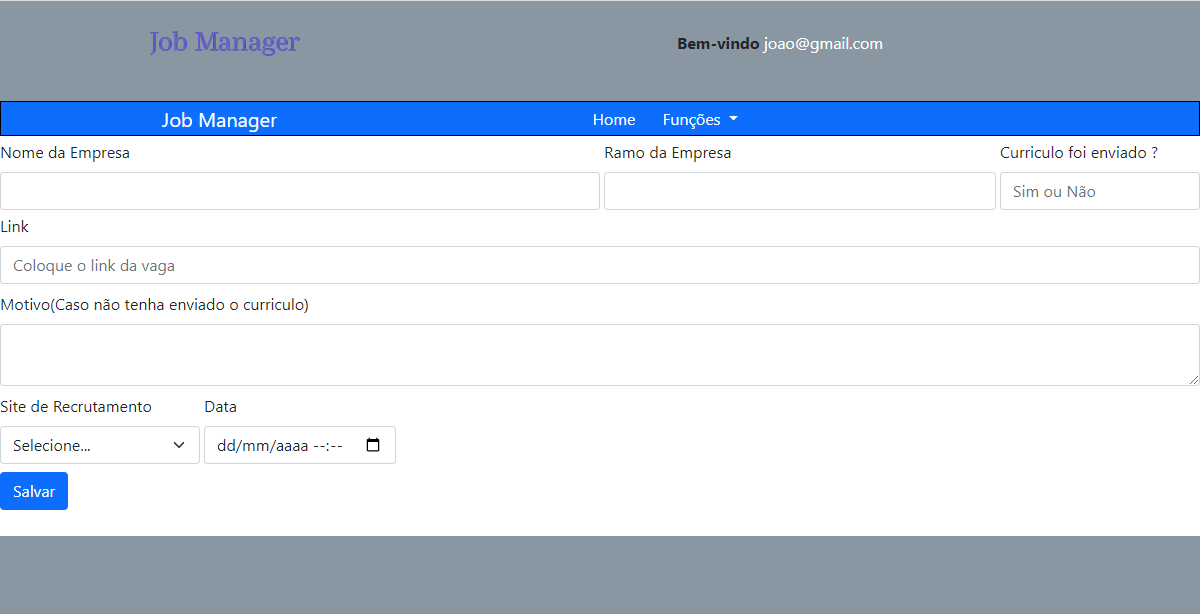 Job Manager
Bem-vindo joao@gmail.com
Job Manager Home Funções
Nome da Empresa Ramo da Empresa Curriculo foi enviado ?
Sim ou Não
Link
Coloque o link da vaga
Motivo(Caso não tenha enviado o curriculo)
Site de Recrutamento Data
Selecione... dd/mm/aaaa --:--
Salvar